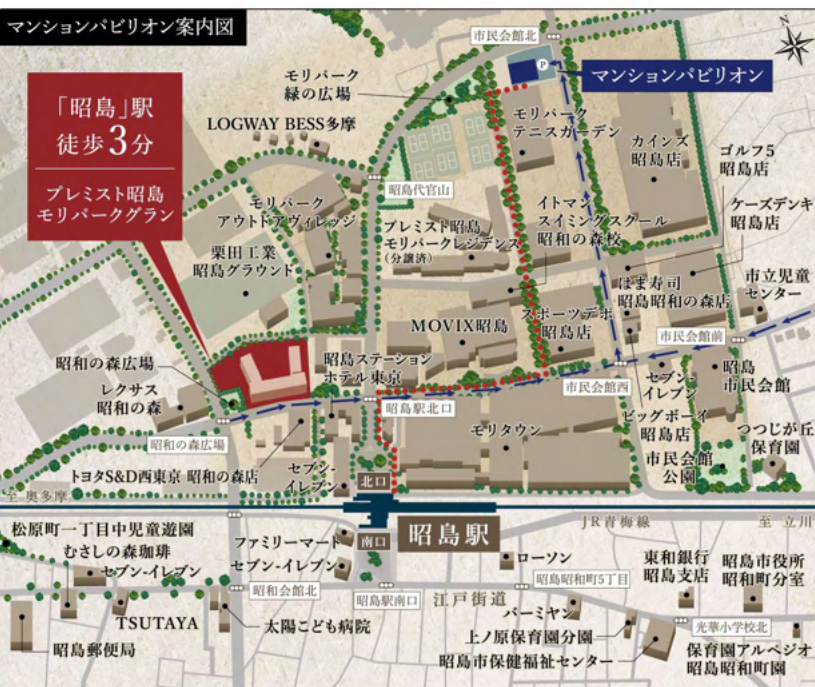 マンションパビリオン案内図
「昭島」駅
徒歩3分
プレミスト昭島
モリパークグラン
市民会館北
P
マンションパビリオン
N
モリパーク
緑の広場
LOGWAY BESS多摩
モリパーク
テニスガーデン
カインズ
昭島店
ゴルフ5
昭島店
ケーズデンキ
昭島店
昭島代官山
モリパーク
アウトドアヴィレッジ
栗田工業
昭島グラウンド
プレミスト昭島
モリパークレジデンス
(分譲済)
イトマン
スイミングスクール
昭和の森校
はま寿司
昭島昭和の森店
市立児童
センター
MOVIX昭島
スポーツデポ
昭島店
市民会館前
昭和の森広場
レクサス
昭和の森
昭島ステーション
ホテル東京
昭島駅北口
市民会館西
セブン-
イレブン
昭島
市民会館
ビッグボーイ
昭島店
昭和の森広場
モリタウン
市民会館
公園
つつじが丘
保育園
トヨタS&D西東京 昭和の森店
セブン-
イレブン
北口
至 奥多摩
昭島駅
南口
JR青梅線
至 立川
松原町一丁目中児童遊園
むさしの森珈琲
セブン-イレブン
ファミリーマート
セブン-イレブン
ローソン
東和銀行
昭島支店
昭島市役所
昭和町分室
昭和会館北
昭島駅南口
江戸街道
昭島昭和町5丁目
TSUTAYA
太陽こども病院
バーミヤン
上ノ原保育園分園
光華小学校北
昭島郵便局
昭島市保健福祉センター
保育園アルペジオ
昭島昭和町園